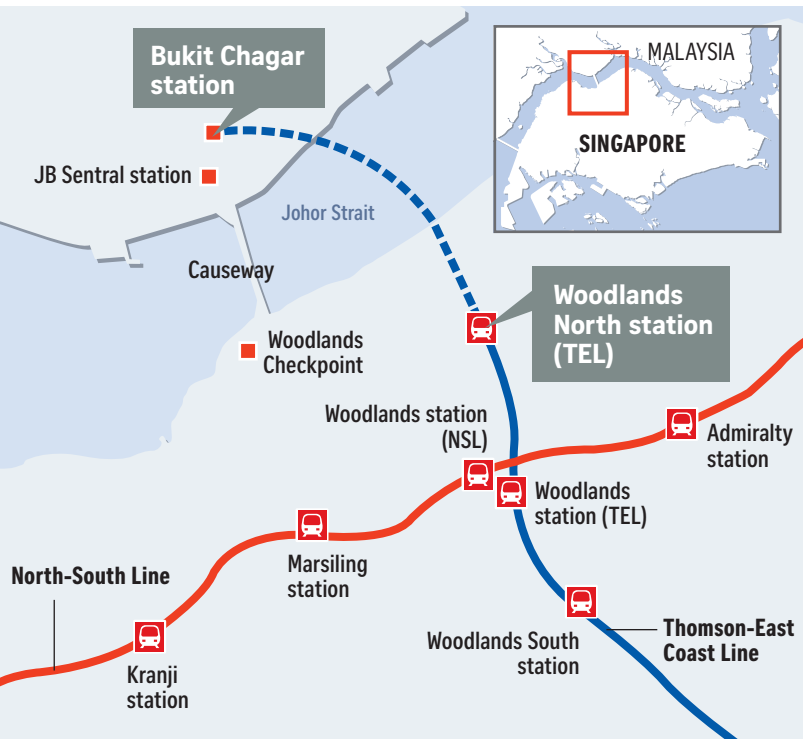 Bukit Chagar
station
MALAYSIA
SINGAPORE
JB Sentral station
Johor Strait
Causeway
Woodlands
North station
(TEL)
Woodlands
Checkpoint
Woodlands station
(NSL)
Admiralty
station
Woodlands
station (TEL)
Marsiling
station
North-South Line
Woodlands South
station
Thomson-East
Coast Line
Kranji
station